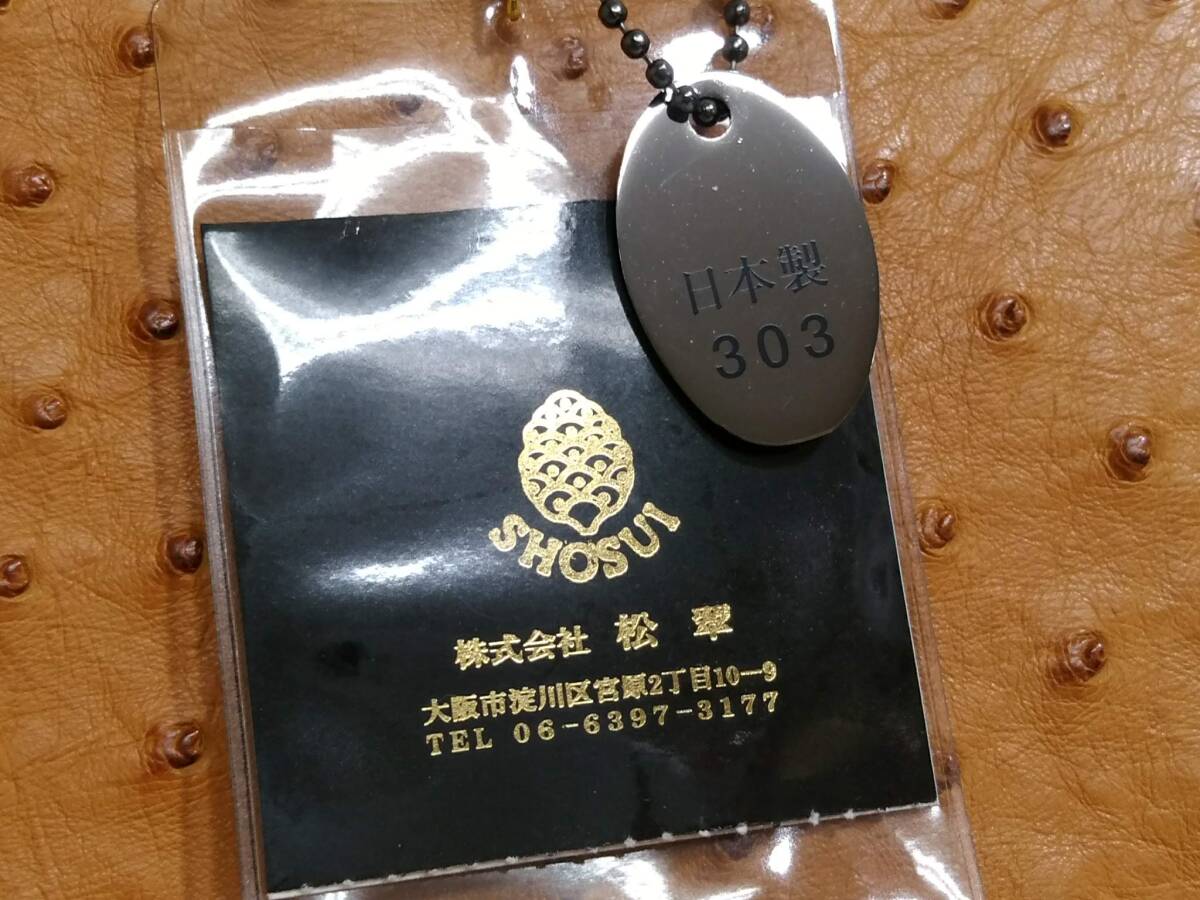 日本製
303
SHOSUI
株式会社 松翠
大阪市淀川区宮原2丁目10-9
TEL 06-6397-3177